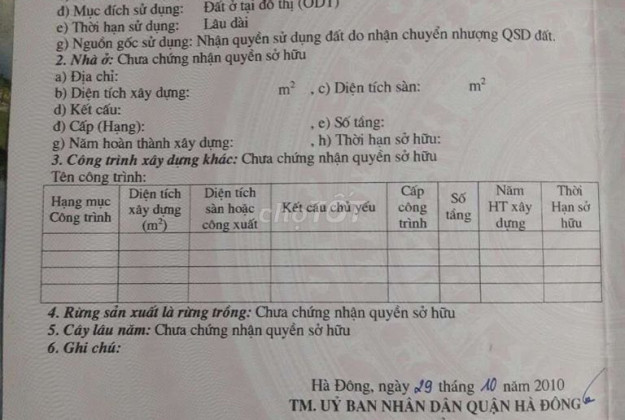 đ) Mục đích sử dụng: Đất ở tại đô thị (ODT)
e) Thời hạn sử dụng: Lâu dài
g) Nguồn gốc sử dụng: Nhận quyền sử dụng đất do nhận chuyển nhượng QSD đất.
2. Nhà ở: Chưa chứng nhận quyền sở hữu
a) Địa chỉ:
b) Diện tích xây dựng: m² , c) Diện tích sàn: m²
d) Kết cấu:
đ) Cấp (Hạng): , e) Số tầng:
g) Năm hoàn thành xây dựng: , h) Thời hạn sở hữu:
3. Công trình xây dựng khác: Chưa chứng nhận quyền sở hữu
Tên công trình:
Hạng mục Công trình
Diện tích xây dựng (m²)
Diện tích sàn hoặc công xuất
Kết cấu chủ yếu
Cấp công trình
Số tầng
Năm HT xây dựng
Thời Hạn sở hữu
chợTỐT
4. Rừng sản xuất là rừng trồng: Chưa chứng nhận quyền sở hữu
5. Cây lâu năm: Chưa chứng nhận quyền sở hữu
6. Ghi chú:
Hà Đông, ngày 29 tháng 10 năm 2010
TM. UỶ BAN NHÂN DÂN QUẬN HÀ ĐÔNG